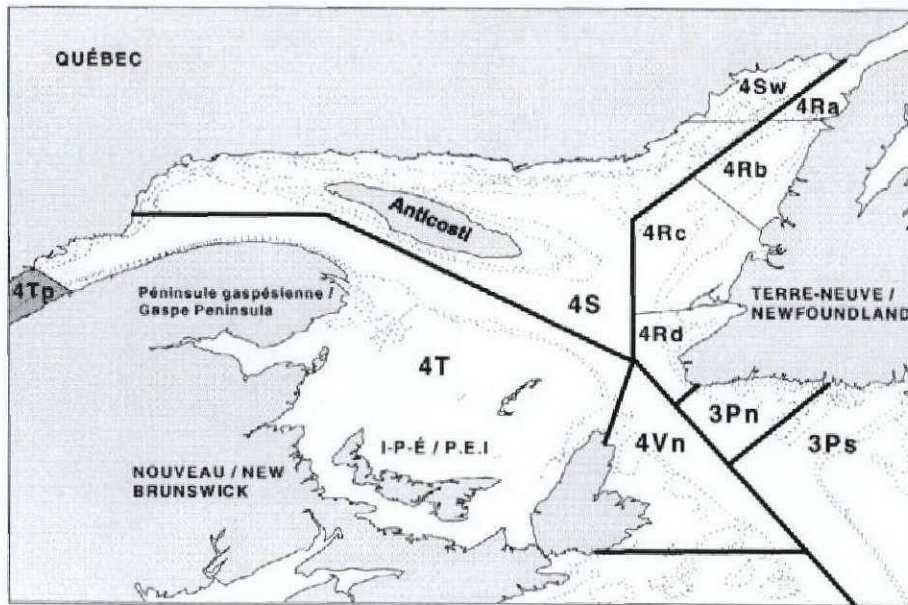 QUÉBEC
4Sw
4Ra
4Rb
Anticosti
4Rc
4Tp
Péninsule gaspésienne /
Gaspe Peninsula
4S
TERRE-NEUVE /
NEWFOUNDLAND
4Rd
4T
3Pn
I-P-É / P.E.I
4Vn
3Ps
NOUVEAU / NEW
BRUNSWICK